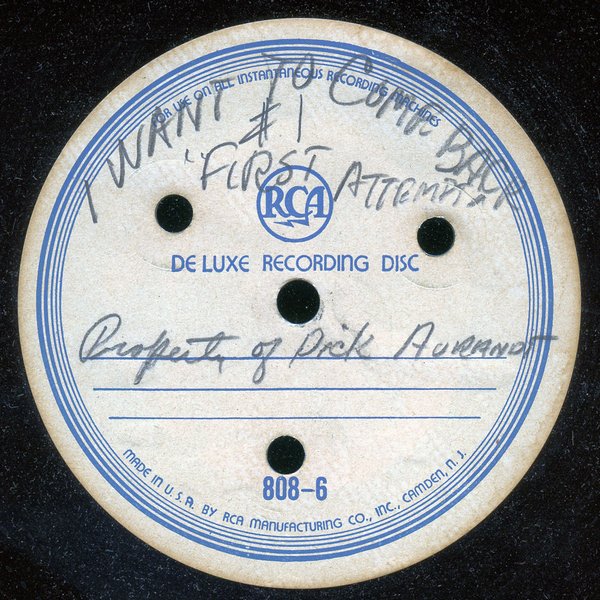 FOR USE ON ALL INSTANTANEOUS RECORDING MACHINES
I WANT TO COME BACK
#1
"FIRST ATTEMPT"
RCA
DE LUXE RECORDING DISC
Property of Dick AURANDT
808-6
MADE IN U.S.A. BY RCA MANUFACTURING CO., INC., CAMDEN, N.J.